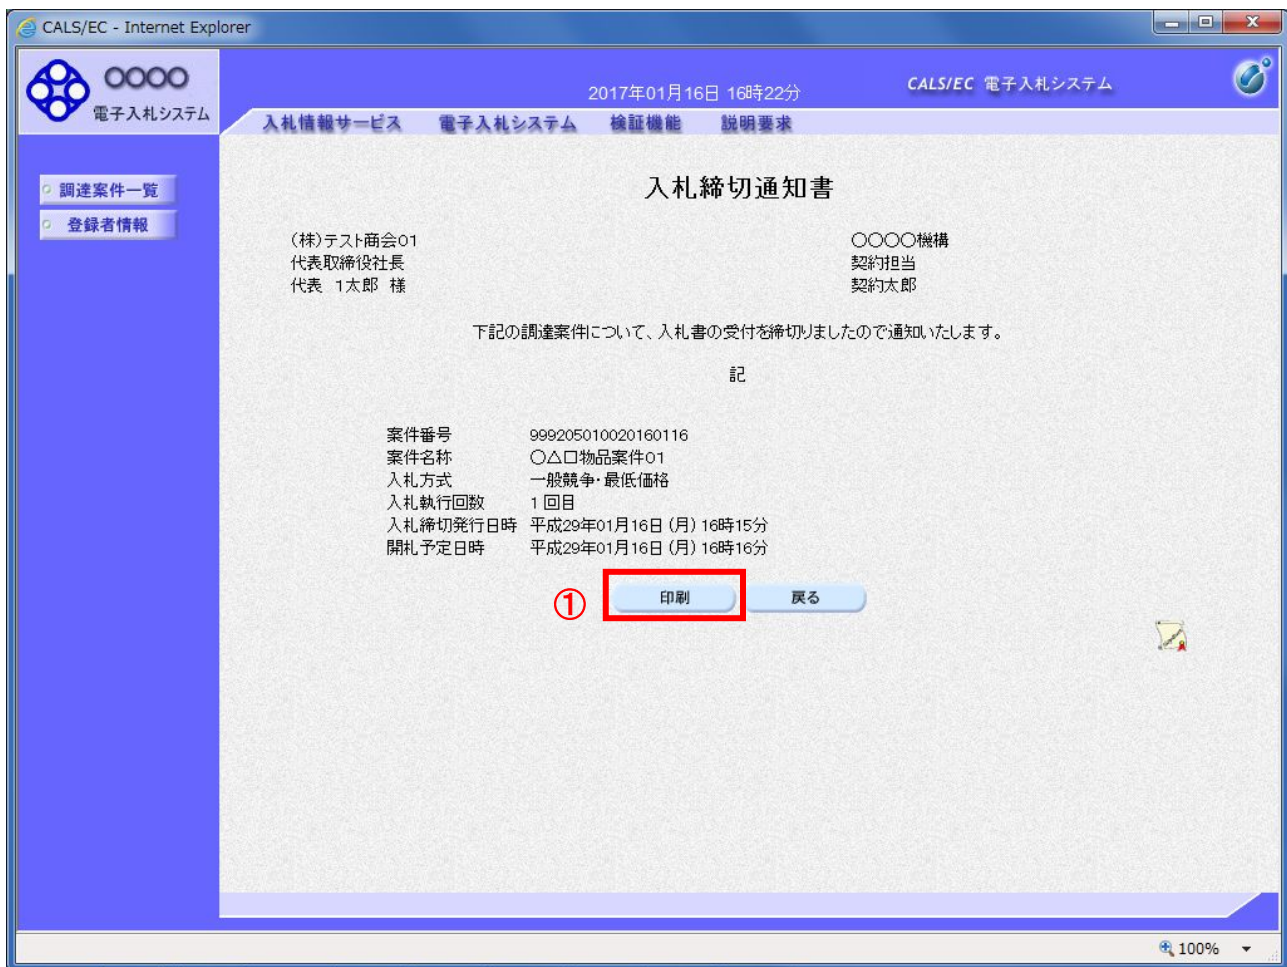 CALS/EC - Internet Explorer
〇〇〇〇
電子入札システム
2017年01月16日 16時22分
CALS/EC 電子入札システム
入札情報サービス 電子入札システム 検証機能 説明要求
調達案件一覧
登録者情報
入札締切通知書
(株)テスト商会01
代表取締役社長
代表 1太郎 様
〇〇〇〇機構
契約担当
契約太郎
下記の調達案件について、入札書の受付を締切りましたので通知いたします。
記
案件番号 999205010020160116
案件名称 〇△口物品案件01
入札方式 一般競争・最低価格
入札執行回数 1回目
入札締切発行日時 平成29年01月16日 (月) 16時15分
開札予定日時 平成29年01月16日 (月) 16時16分
① 印刷 戻る
100%